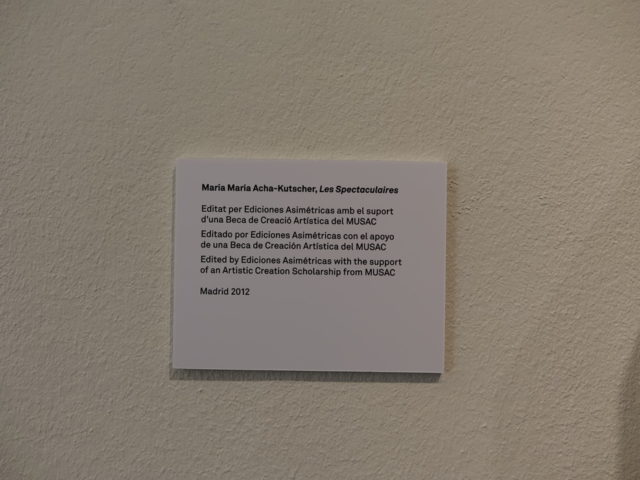 Maria María Acha-Kutscher, Les Spectaculaires
Editat per Ediciones Asimétricas amb el suport
d'una Beca de Creació Artística del MUSAC
Editado por Ediciones Asimétricas con el apoyo
de una Beca de Creación Artística del MUSAC
Edited by Ediciones Asimétricas with the support
of an Artistic Creation Scholarship from MUSAC
Madrid 2012